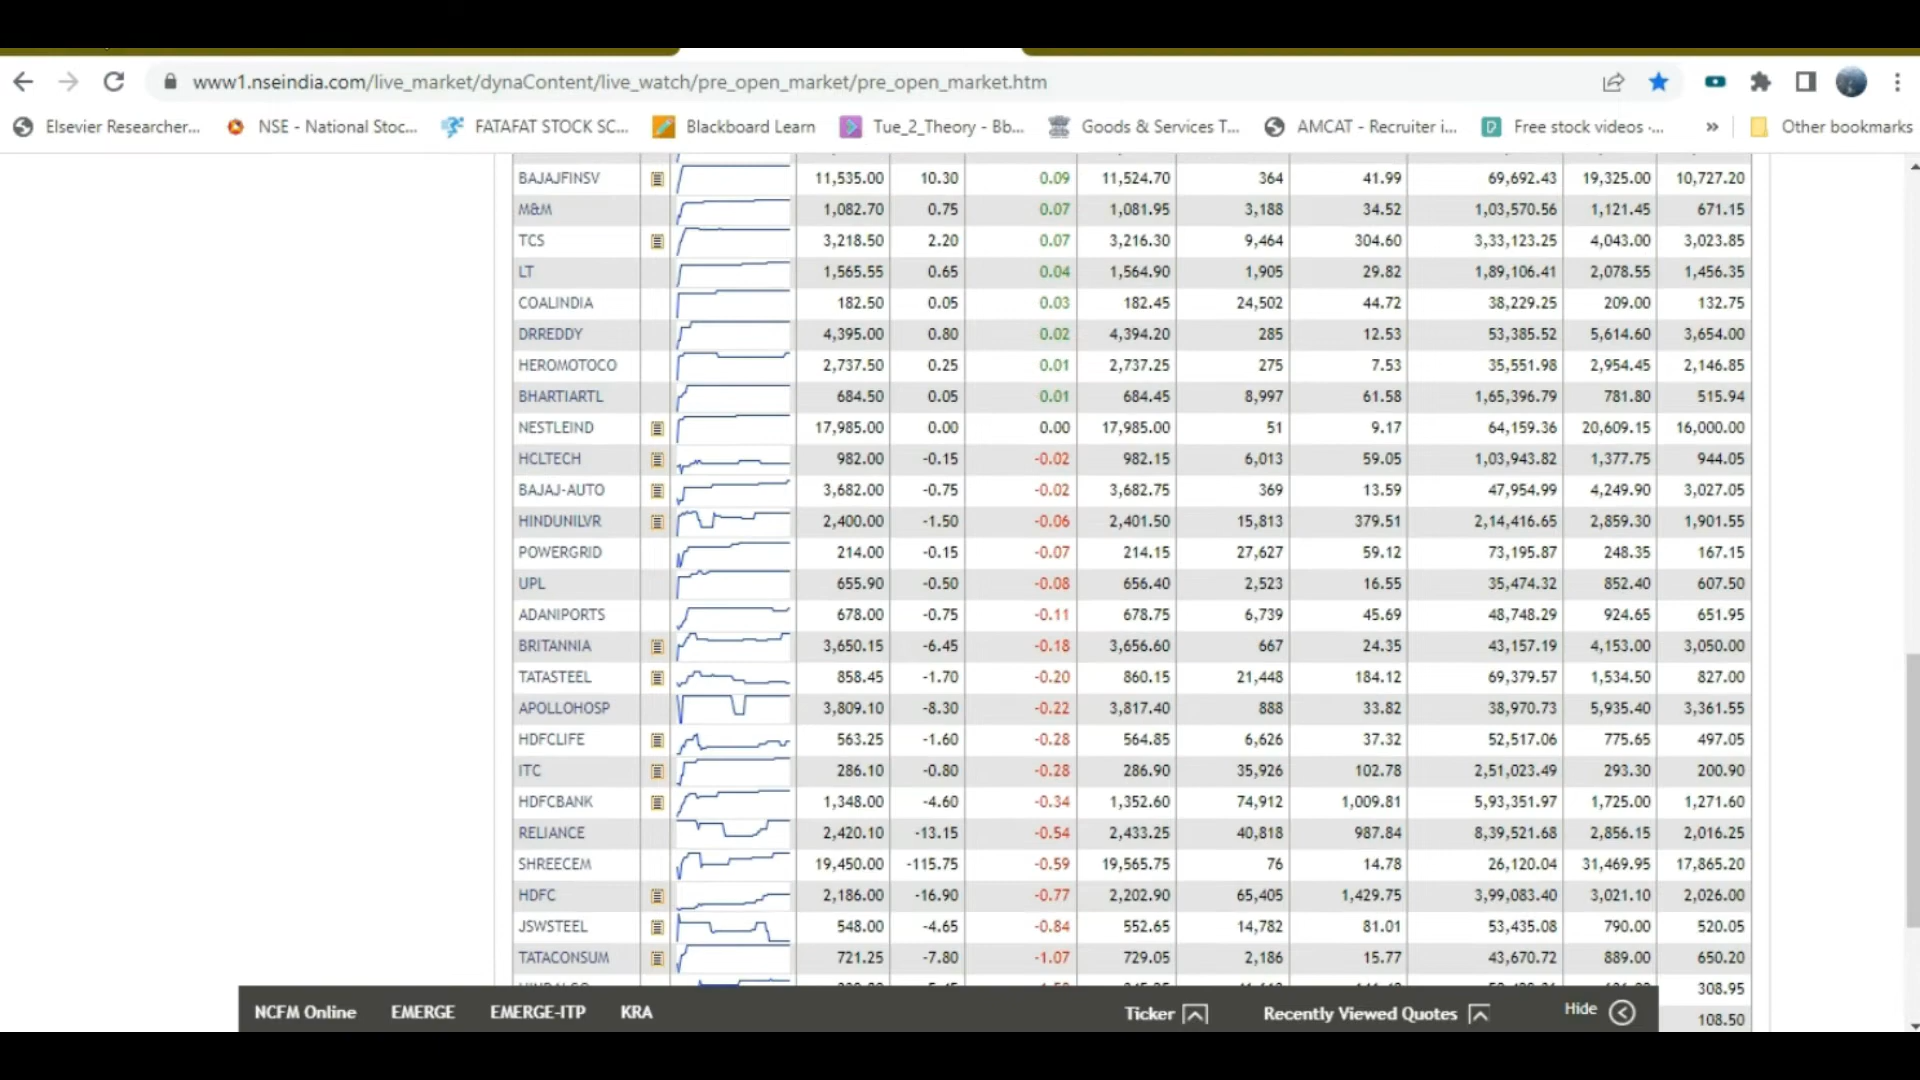 www1.nseindia.com/live_market/dynaContent/live_watch/pre_open_market/pre_open_market.htm
Elsevier Researcher... NSE - National Stoc... FATAFAT STOCK SC... Blackboard Learn Tue_2_Theory - Bb... Goods & Services T... AMCAT - Recruiter i... Free stock videos -... » Other bookmarks
BAJAJFINSV 11,535.00 10.30 0.09 11,524.70 364 41.99 69,692.43 19,325.00 10,727.20
M&M 1,082.70 0.75 0.07 1,081.95 3,188 34.52 1,03,570.56 1,121.45 671.15
TCS 3,218.50 2.20 0.07 3,216.30 9,464 304.60 3,33,123.25 4,043.00 3,023.85
LT 1,565.55 0.65 0.04 1,564.90 1,905 29.82 1,89,106.41 2,078.55 1,456.35
COALINDIA 182.50 0.05 0.03 182.45 24,502 44.72 38,229.25 209.00 132.75
DRREDDY 4,395.00 0.80 0.02 4,394.20 285 12.53 53,385.52 5,614.60 3,654.00
HEROMOTOCO 2,737.50 0.25 0.01 2,737.25 275 7.53 35,551.98 2,954.45 2,146.85
BHARTIARTL 684.50 0.05 0.01 684.45 8,997 61.58 1,65,396.79 781.80 515.94
NESTLEIND 17,985.00 0.00 0.00 17,985.00 51 9.17 64,159.36 20,609.15 16,000.00
HCLTECH 982.00 -0.15 -0.02 982.15 6,013 59.05 1,03,943.82 1,377.75 944.05
BAJAJ-AUTO 3,682.00 -0.75 -0.02 3,682.75 369 13.59 47,954.99 4,249.90 3,027.05
HINDUNILVR 2,400.00 -1.50 -0.06 2,401.50 15,813 379.51 2,14,416.65 2,859.30 1,901.55
POWERGRID 214.00 -0.15 -0.07 214.15 27,627 59.12 73,195.87 248.35 167.15
UPL 655.90 -0.50 -0.08 656.40 2,523 16.55 35,474.32 852.40 607.50
ADANIPORTS 678.00 -0.75 -0.11 678.75 6,739 45.69 48,748.29 924.65 651.95
BRITANNIA 3,650.15 -6.45 -0.18 3,656.60 667 24.35 43,157.19 4,153.00 3,050.00
TATASTEEL 858.45 -1.70 -0.20 860.15 21,448 184.12 69,379.57 1,534.50 827.00
APOLLOHOSP 3,809.10 -8.30 -0.22 3,817.40 888 33.82 38,970.73 5,935.40 3,361.55
HDFCLIFE 563.25 -1.60 -0.28 564.85 6,626 37.32 52,517.06 775.65 497.05
ITC 286.10 -0.80 -0.28 286.90 35,926 102.78 2,51,023.49 293.30 200.90
HDFCBANK 1,348.00 -4.60 -0.34 1,352.60 74,912 1,009.81 5,93,351.97 1,725.00 1,271.60
RELIANCE 2,420.10 -13.15 -0.54 2,433.25 40,818 987.84 8,39,521.68 2,856.15 2,016.25
SHREECEM 19,450.00 -115.75 -0.59 19,565.75 76 14.78 26,120.04 31,469.95 17,865.20
HDFC 2,186.00 -16.90 -0.77 2,202.90 65,405 1,429.75 3,99,083.40 3,021.10 2,026.00
JSWSTEEL 548.00 -4.65 -0.84 552.65 14,782 81.01 53,435.08 790.00 520.05
TATACONSUM 721.25 -7.80 -1.07 729.05 2,186 15.77 43,670.72 889.00 650.20
308.95
NCFM Online EMERGE EMERGE-ITP KRA Ticker Recently Viewed Quotes Hide
108.50